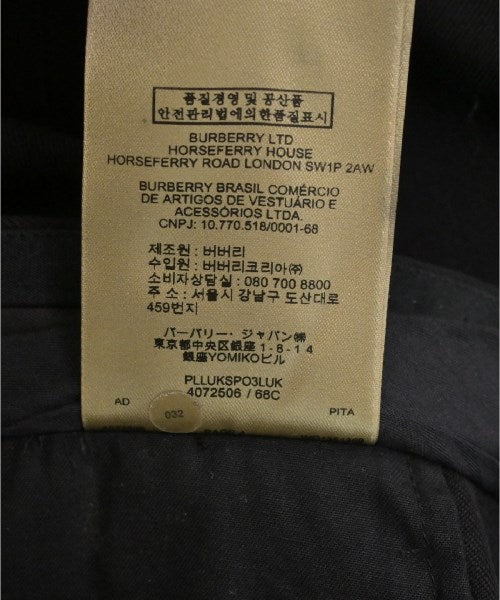 품질경영 및 공산품
안전관리법에의한품질표시
BURBERRY LTD
HORSEFERRY HOUSE
HORSEFERRY ROAD LONDON SW1P 2AW
BURBERRY BRASIL COMÉRCIO
DE ARTIGOS DE VESTUÁRIO E
ACESSÓRIOS LTDA.
CNPJ: 10.770.518/0001-68
제조원 : 버버리
수입원 : 버버리코리아㈜
소비자상담실: 080 700 8800
주 소 : 서울시 강남구 도산대로
459번지
バーバリー・ジャパン㈱
東京都中央区銀座1-8-14
銀座YOMIKOビル
PLLUKSPO3LUK
4072506 / 68C
AD 032 PITA